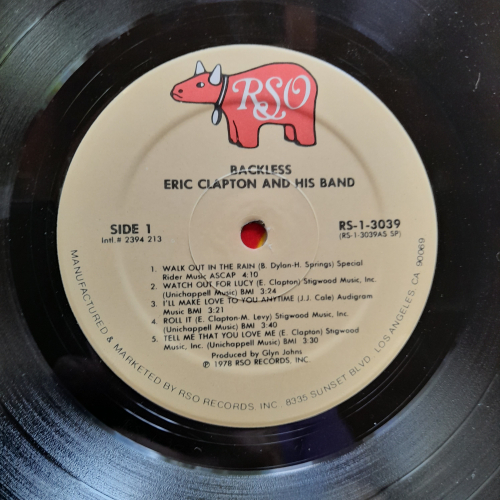 RSO
BACKLESS
ERIC CLAPTON AND HIS BAND
SIDE 1
Intl. # 2394 213
RS-1-3039
(RS-1-3039AS SP)
1. WALK OUT IN THE RAIN (B. Dylan-H. Springs) Special
Rider Music ASCAP 4:10
2. WATCH OUT FOR LUCY (E. Clapton) Stigwood Music, Inc.
(Unichappell Music) BMI 3:24
3. I'LL MAKE LOVE TO YOU ANYTIME (J.J. Cale) Audigram
Music BMI 3:21
4. ROLL IT (E. Clapton-M. Levy) Stigwood Music, Inc.
(Unichappell Music) BMI 3:40
5. TELL ME THAT YOU LOVE ME (E. Clapton) Stigwood
Music, Inc. (Unichappell Music) BMI 3:30
Produced by Glyn Johns
℗ 1978 RSO RECORDS, INC.
MANUFACTURED & MARKETED BY RSO RECORDS, INC. 8335 SUNSET BLVD., LOS ANGELES, CA. 90069